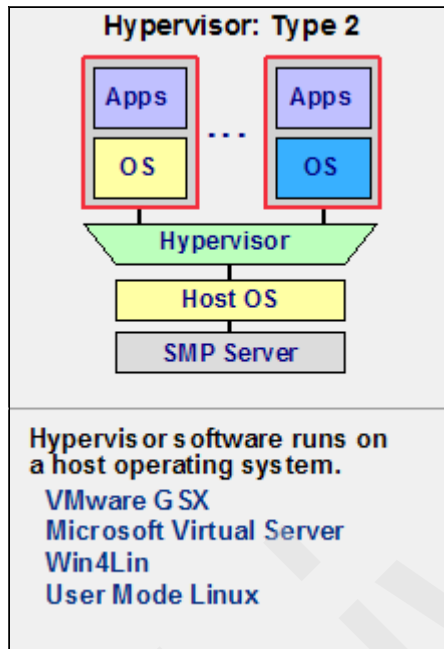 Hypervisor: Type 2
Apps
Apps
...
OS
OS
Hypervisor
Host OS
SMP Server
Hypervisor software runs on
a host operating system.
VMware GSX
Microsoft Virtual Server
Win4Lin
User Mode Linux